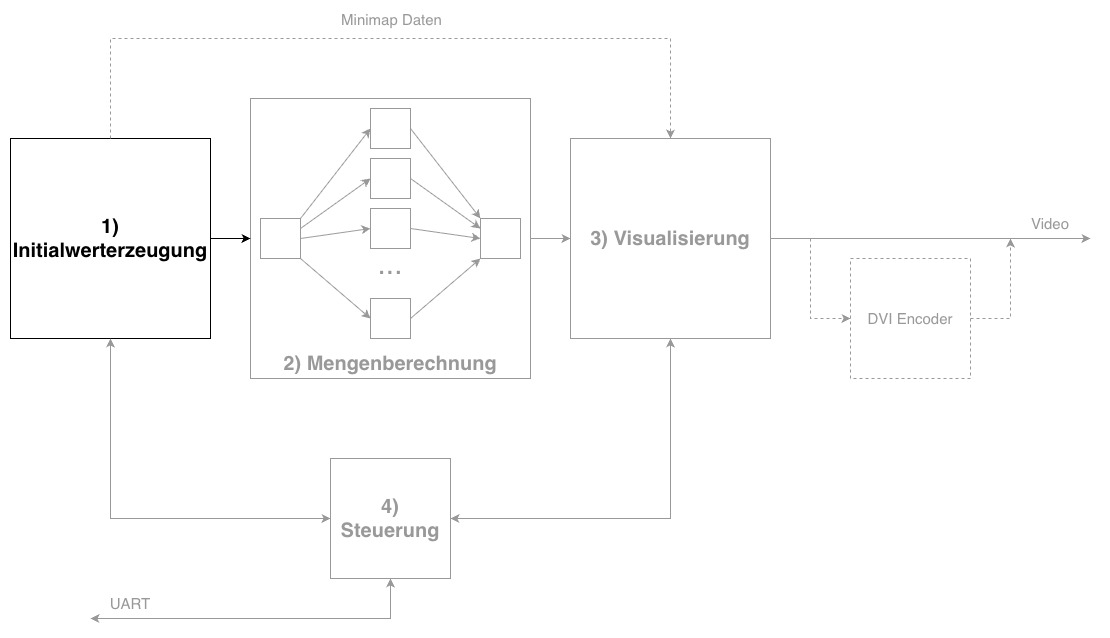 Minimap Daten
1)
Initialwerterzeugung
...
2) Mengenberechnung
3) Visualisierung
Video
DVI Encoder
4)
Steuerung
UART